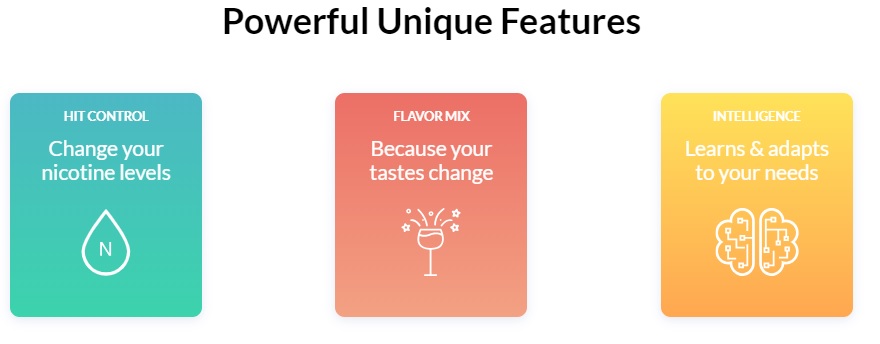 Powerful Unique Features
HIT CONTROL
Change your
nicotine levels
N
FLAVOR MIX
Because your
tastes change
INTELLIGENCE
Learns & adapts
to your needs